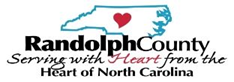 RandolphCounty
Serving with Heart from the
Heart of North Carolina